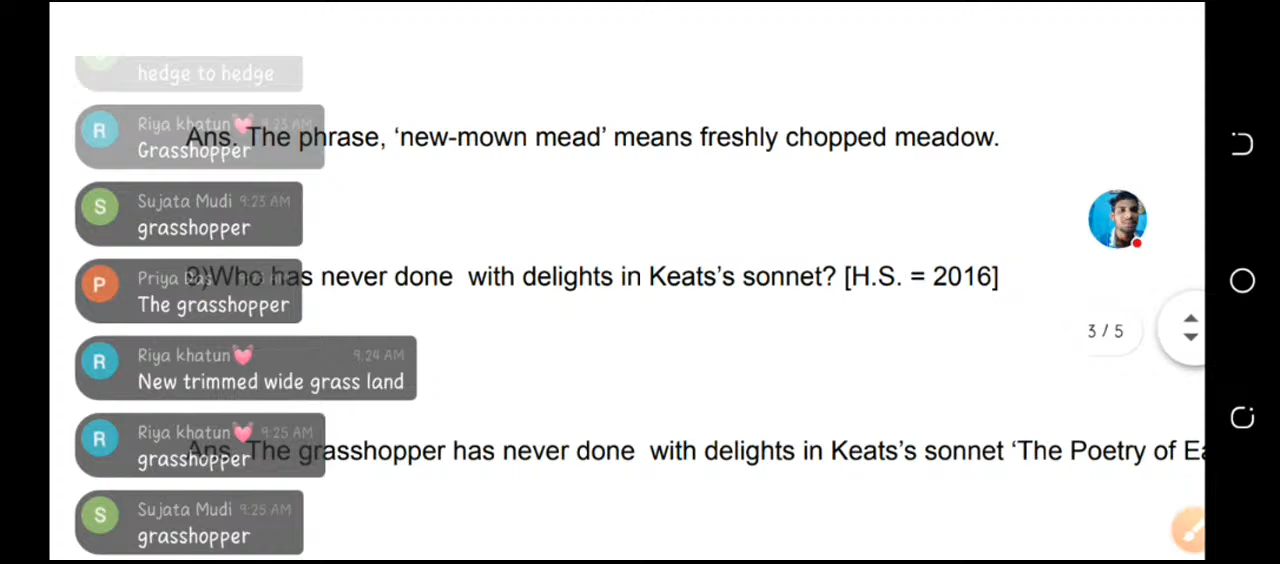 hedge to hedge
Riya khatun💓 9:23 AM
Grasshopper
Ans. The phrase, ‘new-mown mead’ means freshly chopped meadow.
Sujata Mudi 9:23 AM
grasshopper
9)Who has never done with delights in Keats’s sonnet? [H.S. = 2016]
Priya Das
The grasshopper
3 / 5
Riya khatun💓 9:24 AM
New trimmed wide grass land
Riya khatun💓 9:25 AM
grasshopper
Ans. The grasshopper has never done with delights in Keats’s sonnet ‘The Poetry of Ea
Sujata Mudi 9:25 AM
grasshopper